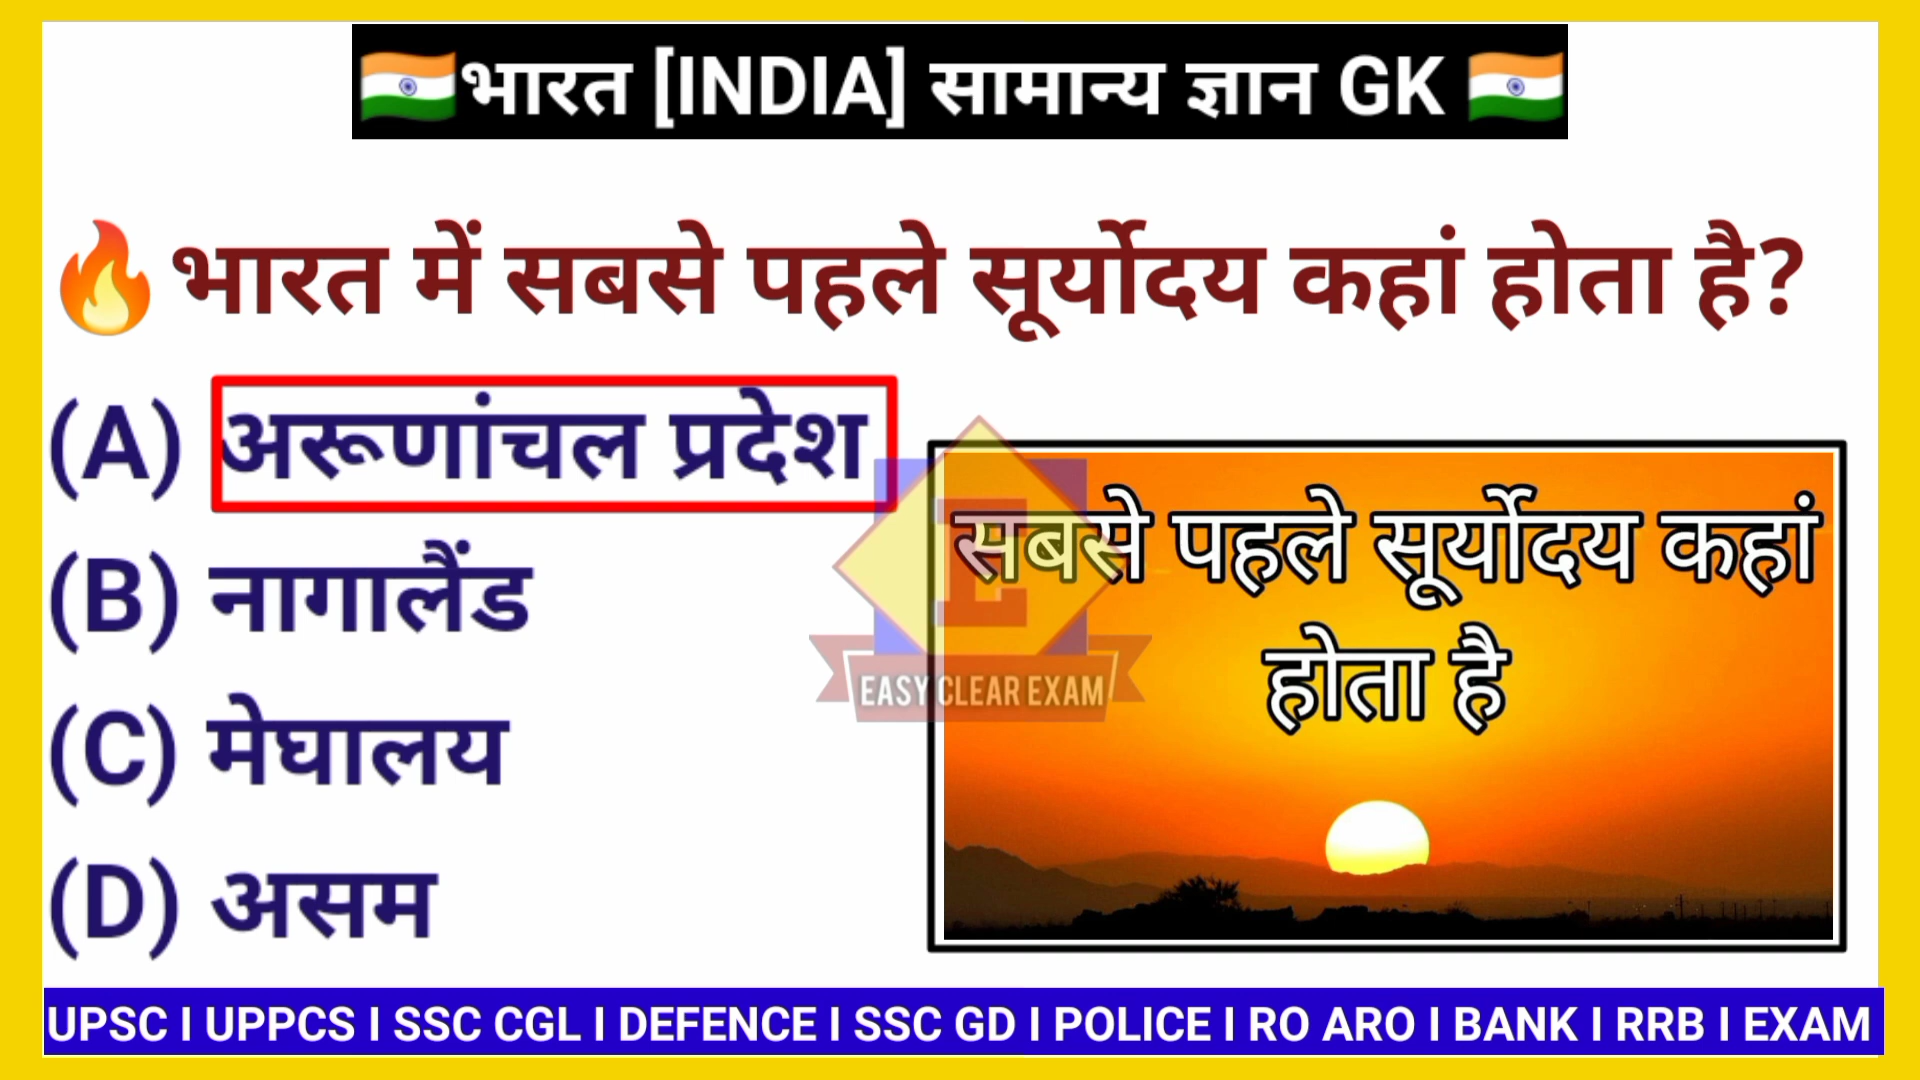 भारत [INDIA] सामान्य ज्ञान GK
भारत में सबसे पहले सूर्योदय कहां होता है?
(A) अरूणांचल प्रदेश
(B) नागालैंड
(C) मेघालय
(D) असम
सबसे पहले सूर्योदय कहां
होता है
E
EASY CLEAR EXAM
UPSC I UPPCS I SSC CGL I DEFENCE I SSC GD I POLICE I RO ARO I BANK I RRB I EXAM